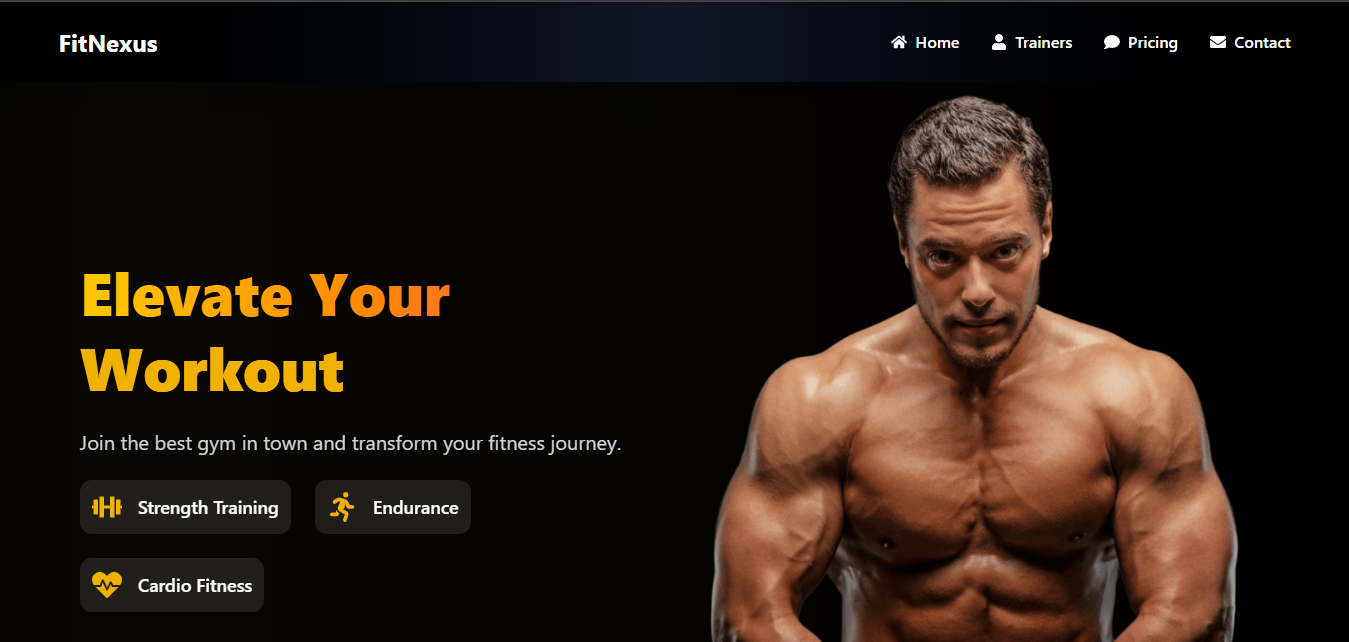 FitNexus
Home
Trainers
Pricing
Contact
Elevate Your
Workout
Join the best gym in town and transform your fitness journey.
Strength Training
Endurance
Cardio Fitness